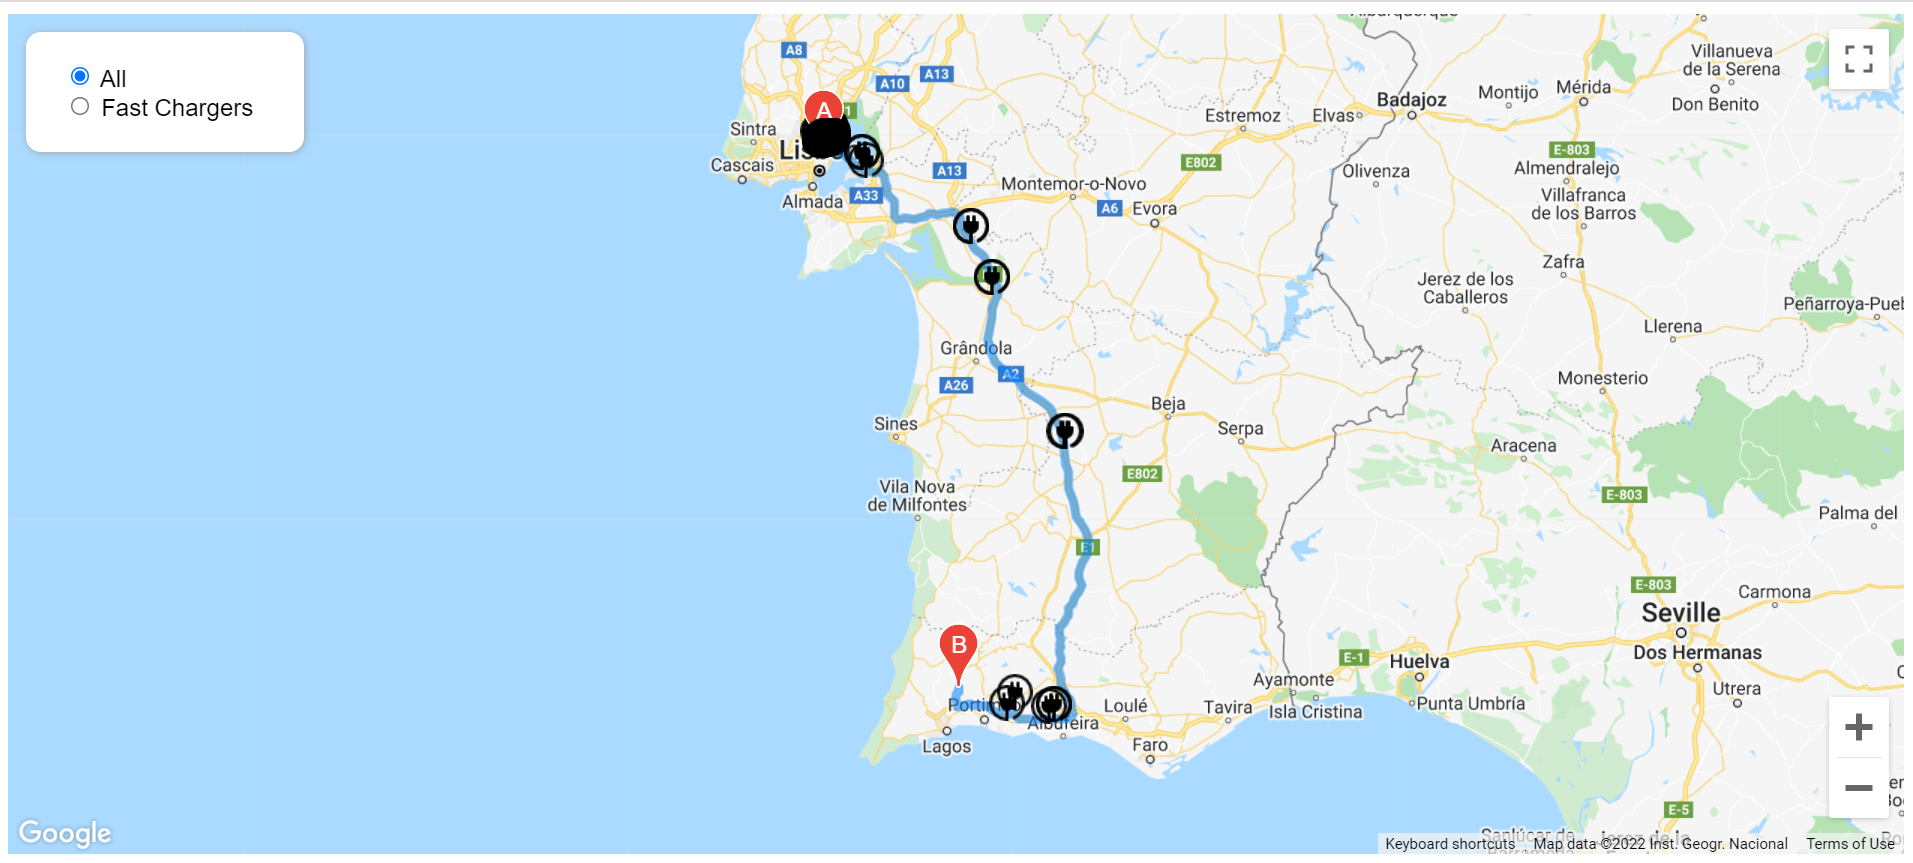 All
Fast Chargers
A8
A13
A10
A
Sintra
Cascais
Almada
A33
A13
Montemor-o-Novo
A6
Evora
Estremoz
Elvas
E802
Badajoz
Montijo
Mérida
Villanueva
de la Serena
Don Benito
E-803
Olivenza
Almendralejo
Villafranca
de los Barros
Zafra
Jerez de los
Caballeros
Llerena
Monesterio
Grândola
A2
A26
Beja
Sines
Serpa
Aracena
E802
Vila Nova
de Milfontes
E-803
Palma del
E1
E-803
Carmona
Seville
Dos Hermanas
Utrera
B
E-1
Huelva
Ayamonte
Isla Cristina
Punta Umbría
Albufeira
Loulé
Tavira
Lagos
Faro
E-5
Google
Keyboard shortcuts
Map data ©2022 Inst. Geogr. Nacional
Terms of Use